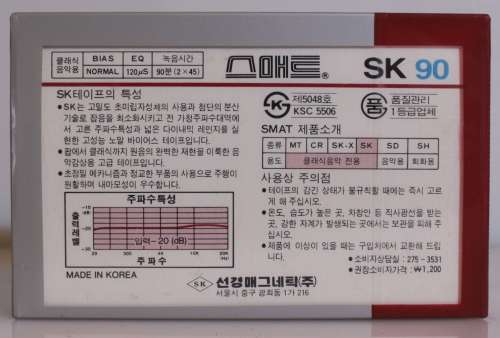 클래식 음악용 BIAS EQ 녹음시간
NORMAL 120μS 90분(2×45)
스매트®
SK 90
SK테이프의 특성
• SK는 고밀도 초미립자성체의 사용과 첨단의 분산
기술로 잡음을 최소화시키고 전 가청주파수대역에
서 고른 주파수특성과 넓은 다이내믹 레인지를 실
현한 고성능 노말 바이어스 테이프입니다.
• 팝에서 클래식까지 원음의 완벽한 재현을 이룩한 음
악감상용 고급 테이프입니다.
• 초정밀 메카니즘과 정교한 부품의 사용으로 주행이
원활하며 내마모성이 우수합니다.
주파수특성
출력레벨
-10
-20
-30
입력-20 (dB)
20 300 2K 10K 20K
(Hz)
주파수
MADE IN KOREA
제5048호
KSC 5506
품
품질관리
1등급업체
SMAT 제품소개
종류 MT CR SK-X SK SD SH
용도 클래식음악 전용 음악용 회화용
사용상 주의점
• 테이프의 감긴 상태가 불규칙할 때에는 즉시 고르
게 해 주십시오.
• 온도, 습도가 높은 곳, 차창안 등 직사광선을 받는
곳, 강한 자계가 발생되는 곳에서는 보관을 피해 주
십시오.
• 제품에 이상이 있을 때는 구입처에서 교환해 드립
니다.
• 소비자상담실: 275-3531
• 권장소비자가격: ₩1,200
SK 선경매그네틱(주)
서울시 중구 을지로 1가 216